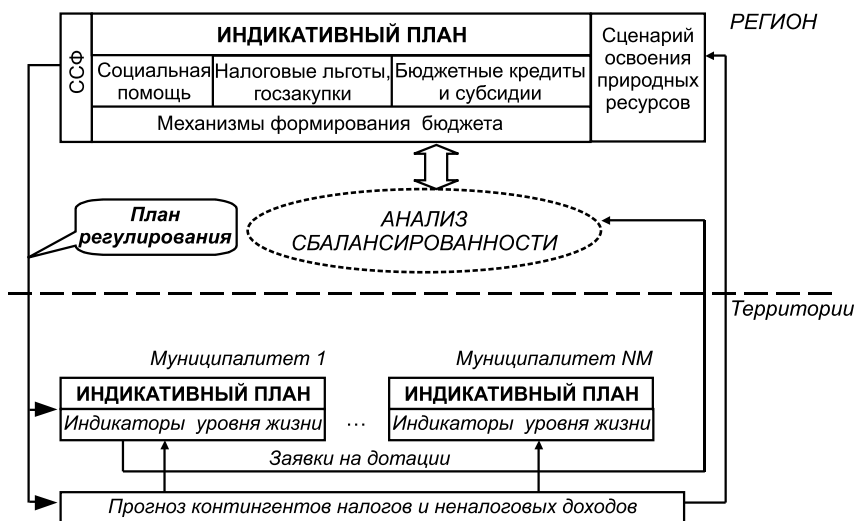 РЕГИОН
ССФ
ИНДИКАТИВНЫЙ ПЛАН
Социальная
помощь
Налоговые льготы,
госзакупки
Бюджетные кредиты
и субсидии
Механизмы формирования бюджета
Сценарий
освоения
природных
ресурсов
План
регулирования
АНАЛИЗ
СБАЛАНСИРОВАННОСТИ
Территории
Муниципалитет 1
ИНДИКАТИВНЫЙ ПЛАН
Индикаторы уровня жизни
...
Муниципалитет NM
ИНДИКАТИВНЫЙ ПЛАН
Индикаторы уровня жизни
Заявки на дотации
Прогноз контингентов налогов и неналоговых доходов